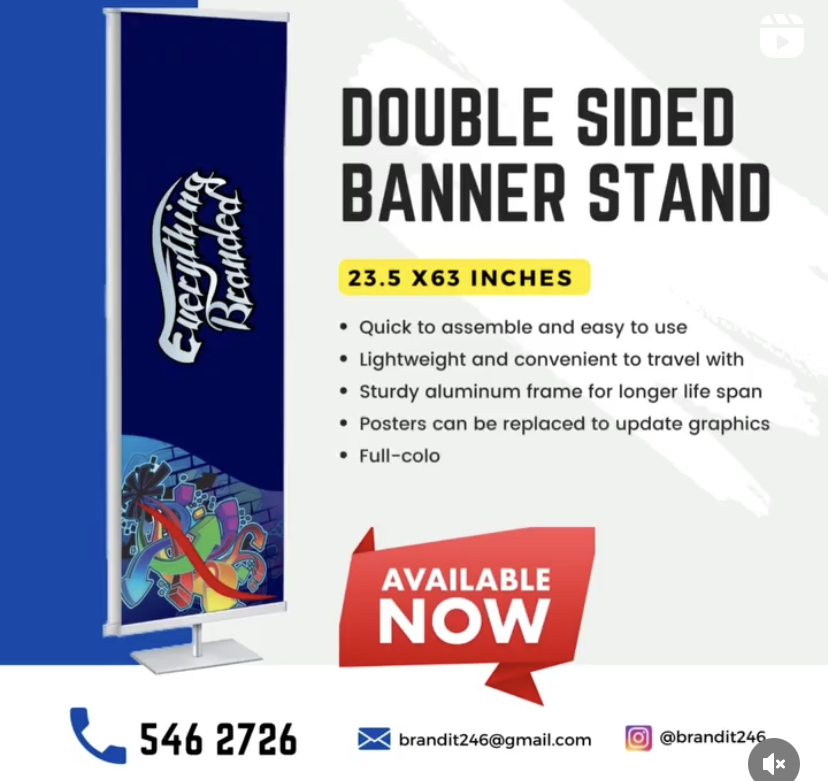 Everything
Branded
DOUBLE SIDED
BANNER STAND
23.5 X63 INCHES
• Quick to assemble and easy to use
• Lightweight and convenient to travel with
• Sturdy aluminum frame for longer life span
• Posters can be replaced to update graphics
• Full-colo
AVAILABLE
NOW
546 2726
brandit246@gmail.com
@brandit246